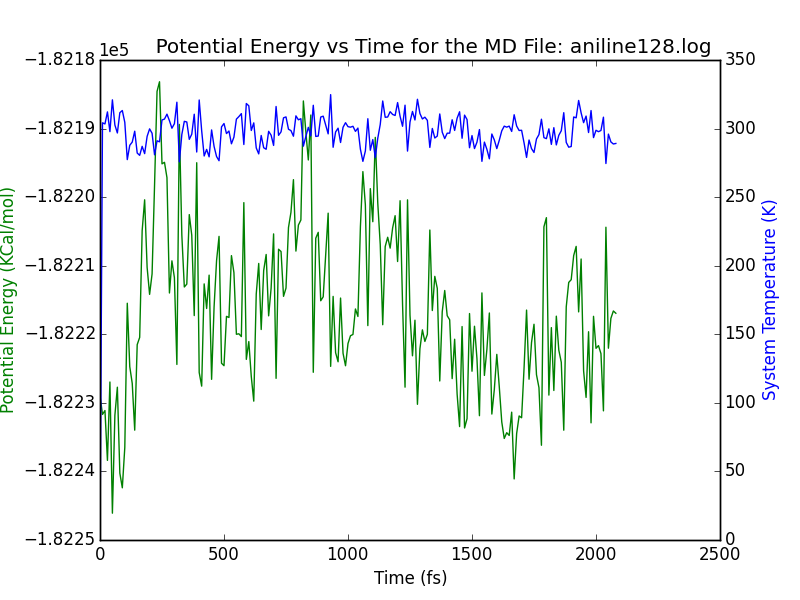 Potential Energy vs Time for the MD File: aniline128.log
1e5
−1.8218
−1.8219
−1.8220
−1.8221
−1.8222
−1.8223
−1.8224
−1.8225
Potential Energy (KCal/mol)
350
300
250
200
150
100
50
0
System Temperature (K)
0 500 1000 1500 2000 2500
Time (fs)